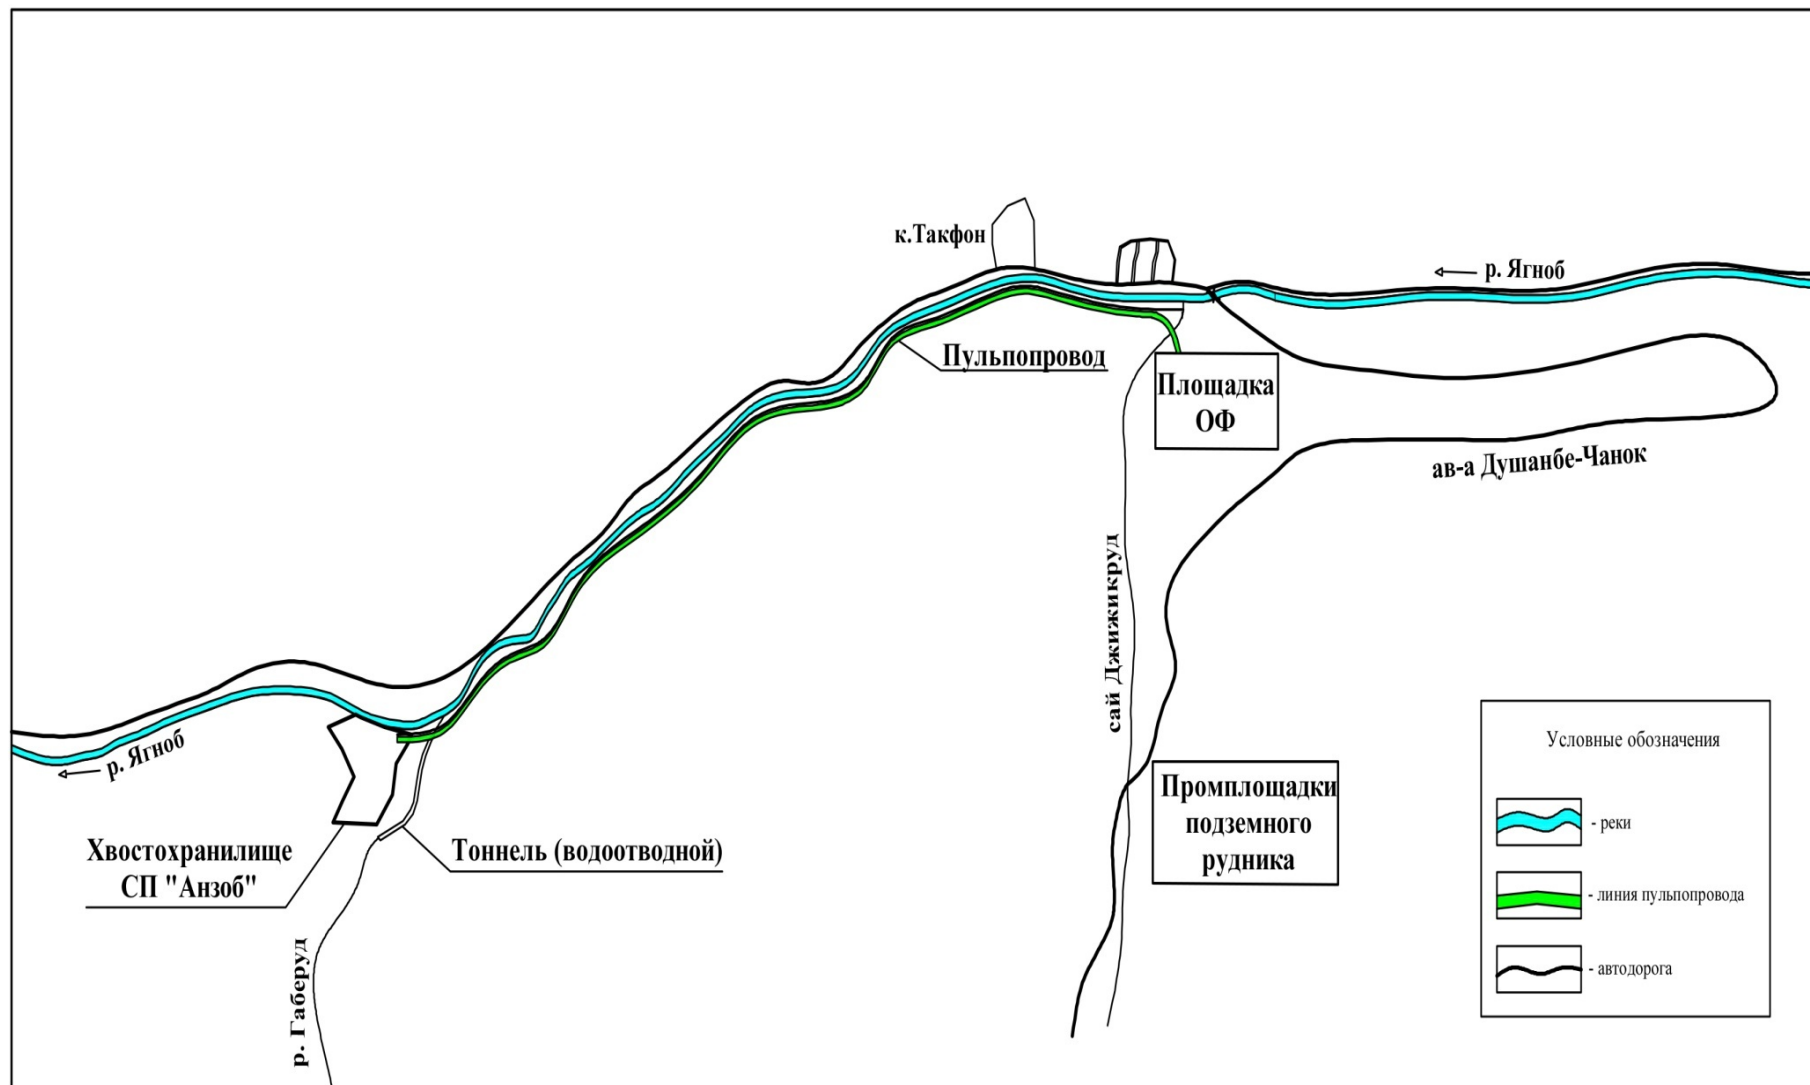 к.Такфон
р. Ягноб
Пульпопровод
Площадка
ОФ
ав-а Душанбе-Чанок
сай Джижикруд
р. Ягноб
Промплощадки
подземного
рудника
Хвостохранилище
СП "Анзоб"
Тоннель (водоотводной)
р. Габеруд
Условные обозначения
- реки
- линия пульпопровода
- автодорога